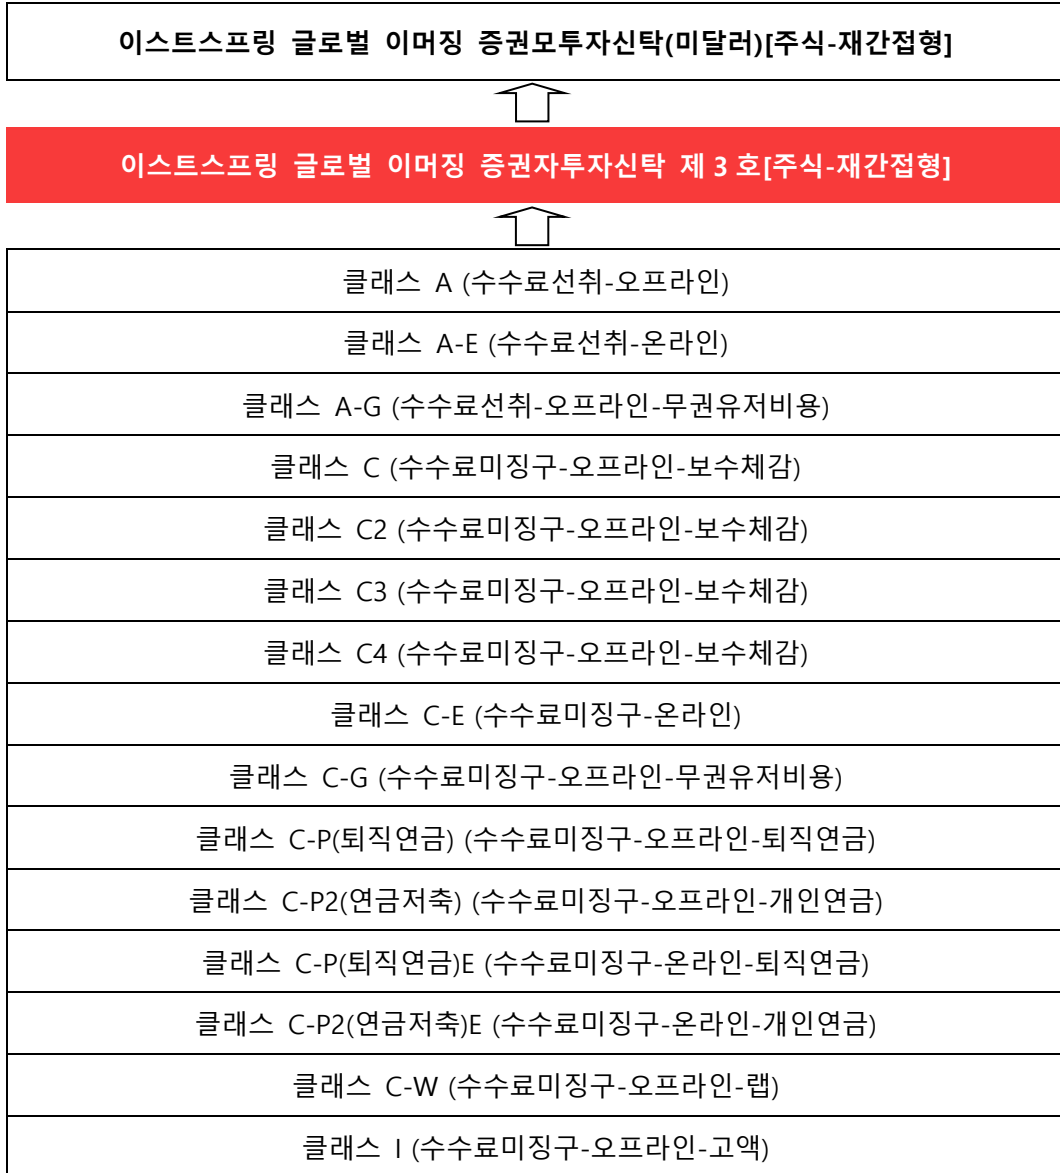 이스트스프링 글로벌 이머징 증권모투자신탁(미달러)[주식-재간접형]
이스트스프링 글로벌 이머징 증권자투자신탁 제 3 호[주식-재간접형]
클래스 A (수수료선취-오프라인)
클래스 A-E (수수료선취-온라인)
클래스 A-G (수수료선취-오프라인-무권유저비용)
클래스 C (수수료미징구-오프라인-보수체감)
클래스 C2 (수수료미징구-오프라인-보수체감)
클래스 C3 (수수료미징구-오프라인-보수체감)
클래스 C4 (수수료미징구-오프라인-보수체감)
클래스 C-E (수수료미징구-온라인)
클래스 C-G (수수료미징구-오프라인-무권유저비용)
클래스 C-P(퇴직연금) (수수료미징구-오프라인-퇴직연금)
클래스 C-P2(연금저축) (수수료미징구-오프라인-개인연금)
클래스 C-P(퇴직연금)E (수수료미징구-온라인-퇴직연금)
클래스 C-P2(연금저축)E (수수료미징구-온라인-개인연금)
클래스 C-W (수수료미징구-오프라인-랩)
클래스 I (수수료미징구-오프라인-고액)